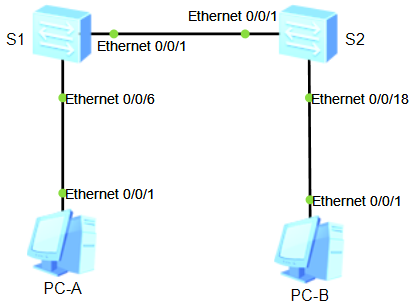 Ethernet 0/0/1
S1
S2
Ethernet 0/0/1
Ethernet 0/0/6
Ethernet 0/0/18
Ethernet 0/0/1
Ethernet 0/0/1
PC-A
PC-B